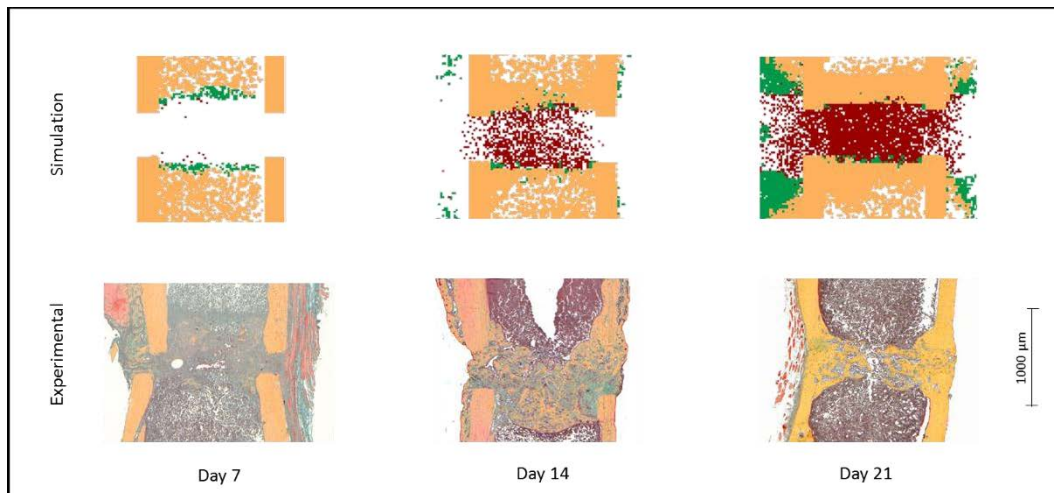 Simulation
Experimental
1000 µm
Day 7
Day 14
Day 21